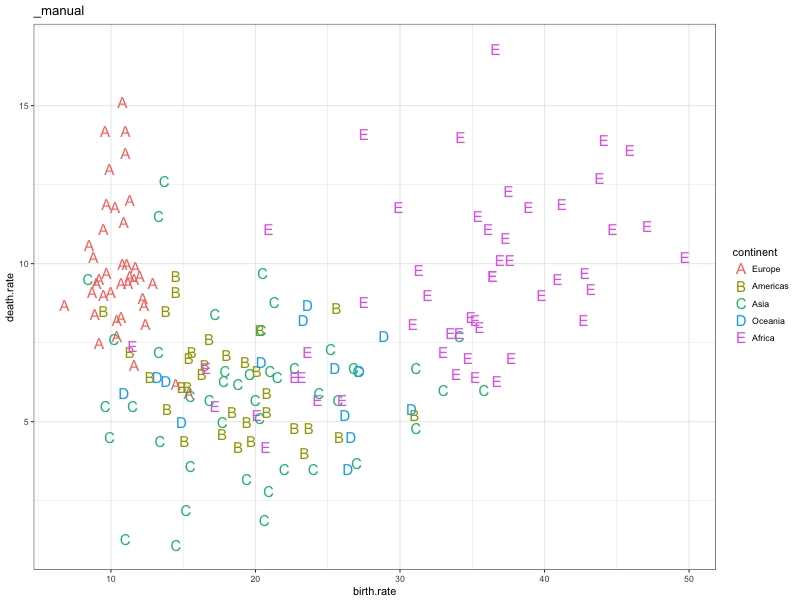 _manual
15
10
5
death.rate
10 20 30 40 50
birth.rate
continent
A Europe
B Americas
C Asia
D Oceania
E Africa